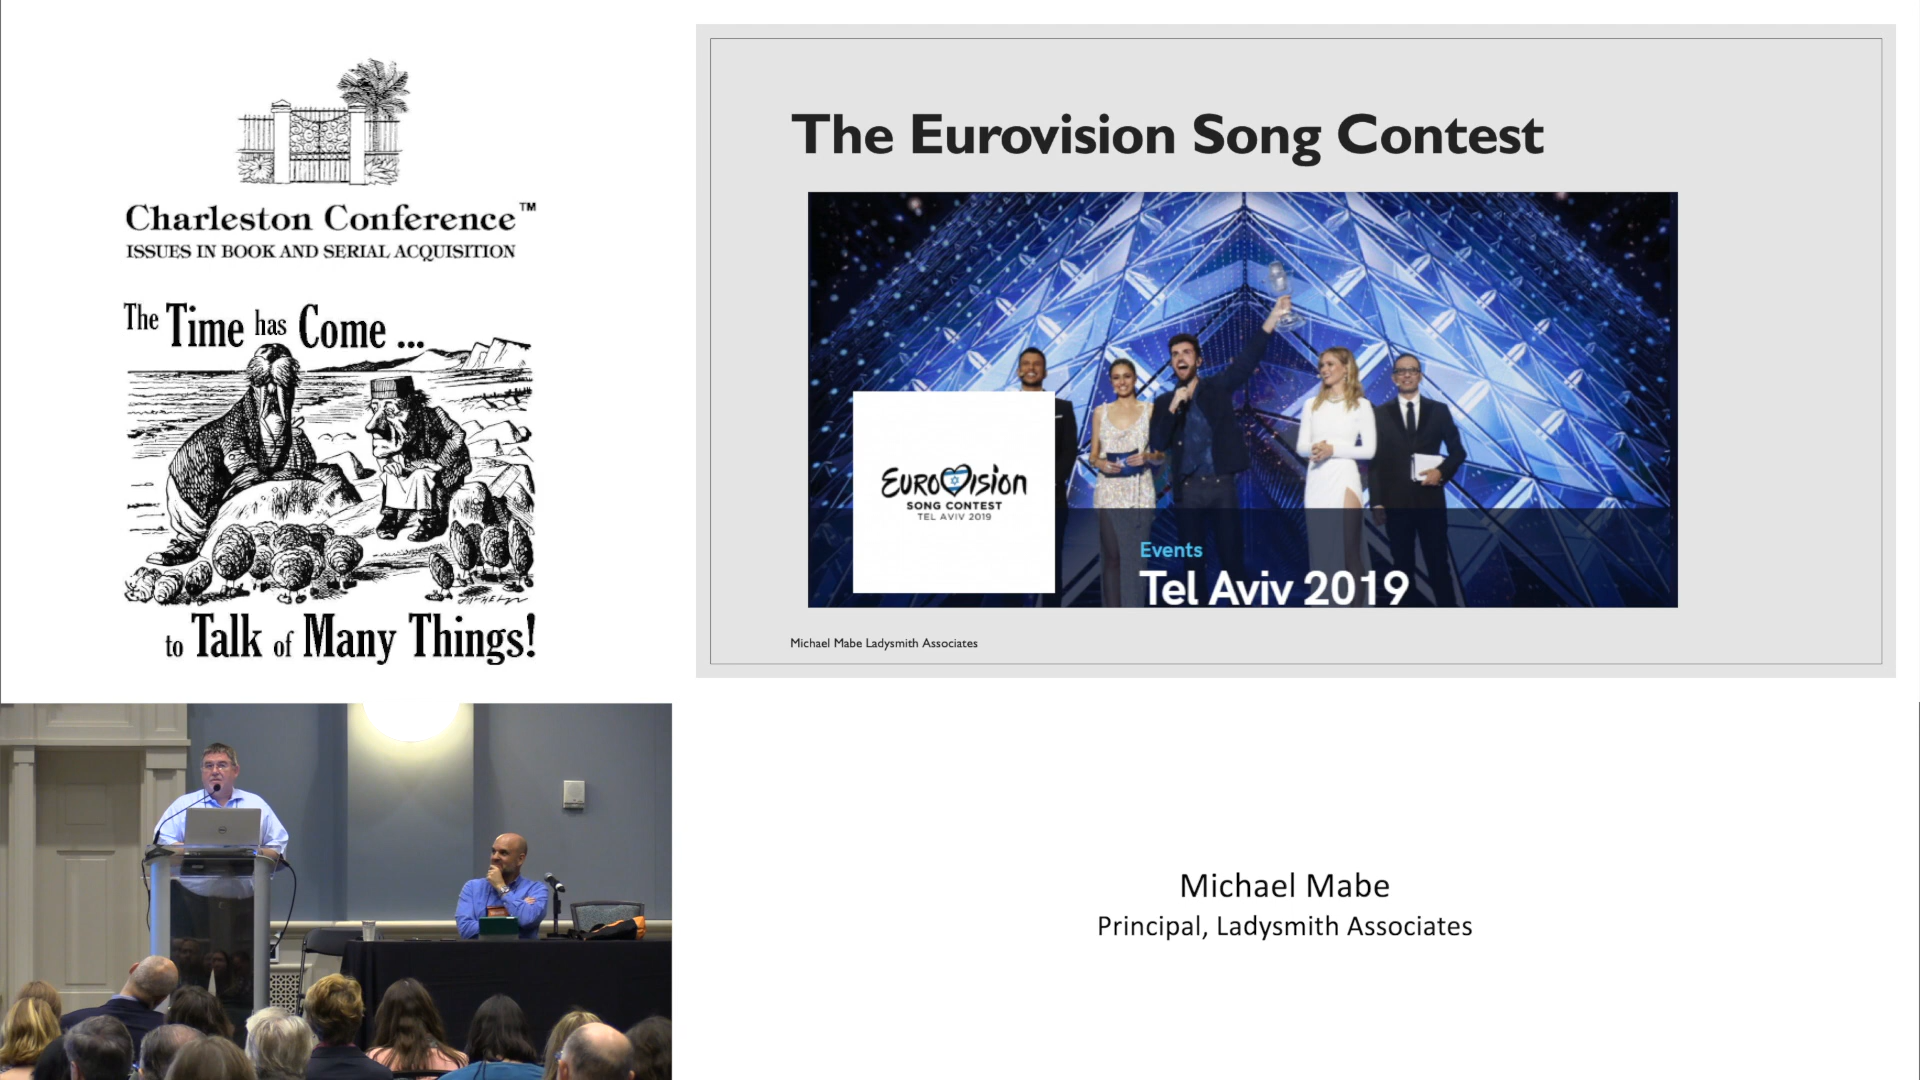 Charleston Conference™
ISSUES IN BOOK AND SERIAL ACQUISITION
The Time has Come ...
to Talk of Many Things!
The Eurovision Song Contest
EUROVISION
SONG CONTEST
TEL AVIV 2019
Events
Tel Aviv 2019
Michael Mabe Ladysmith Associates
Michael Mabe
Principal, Ladysmith Associates